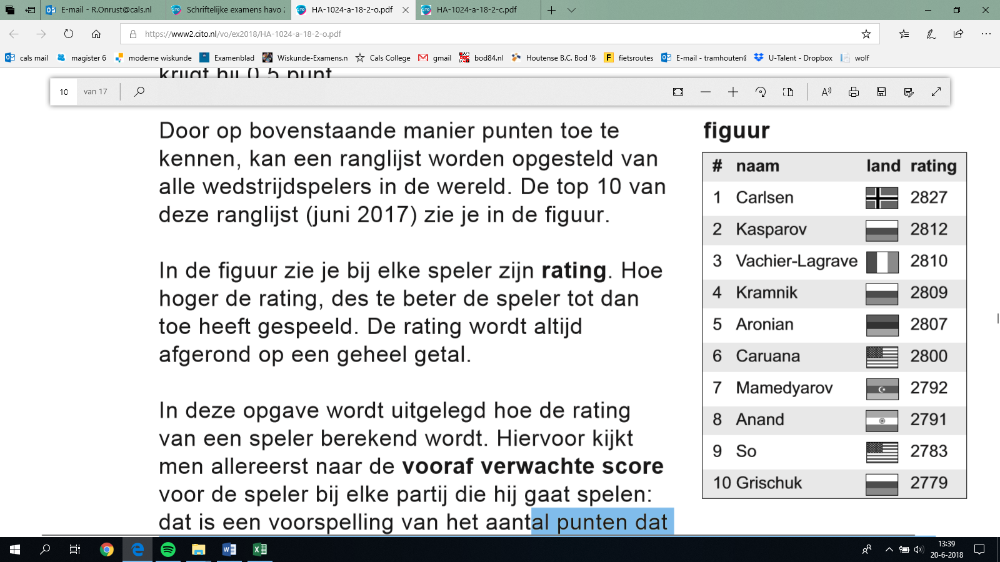 E-mail - R.Onrust@cals.nl
Schriftelijke examens havo 2
HA-1024-a-18-2-o.pdf
HA-1024-a-18-2-c.pdf
https://www2.cito.nl/vo/ex2018/HA-1024-a-18-2-o.pdf
cals mail
magister 6
moderne wiskunde
Examenblad
Wiskunde-Examens.n
Cals College
gmail
bod84.nl
Houtense B.C. Bod '84
fietsroutes
E-mail - tramhouten@
U-Talent - Dropbox
wolf
krijgt hij 0,5 punt
10 van 17
Door op bovenstaande manier punten toe te
kennen, kan een ranglijst worden opgesteld van
alle wedstrijdspelers in de wereld. De top 10 van
deze ranglijst (juni 2017) zie je in de figuur.
In de figuur zie je bij elke speler zijn rating. Hoe
hoger de rating, des te beter de speler tot dan
toe heeft gespeeld. De rating wordt altijd
afgerond op een geheel getal.
In deze opgave wordt uitgelegd hoe de rating
van een speler berekend wordt. Hiervoor kijkt
men allereerst naar de vooraf verwachte score
voor de speler bij elke partij die hij gaat spelen:
dat is een voorspelling van het aantal punten dat
figuur
# naam land rating
1 Carlsen 2827
2 Kasparov 2812
3 Vachier-Lagrave 2810
4 Kramnik 2809
5 Aronian 2807
6 Caruana 2800
7 Mamedyarov 2792
8 Anand 2791
9 So 2783
10 Grischuk 2779
13:39
20-6-2018